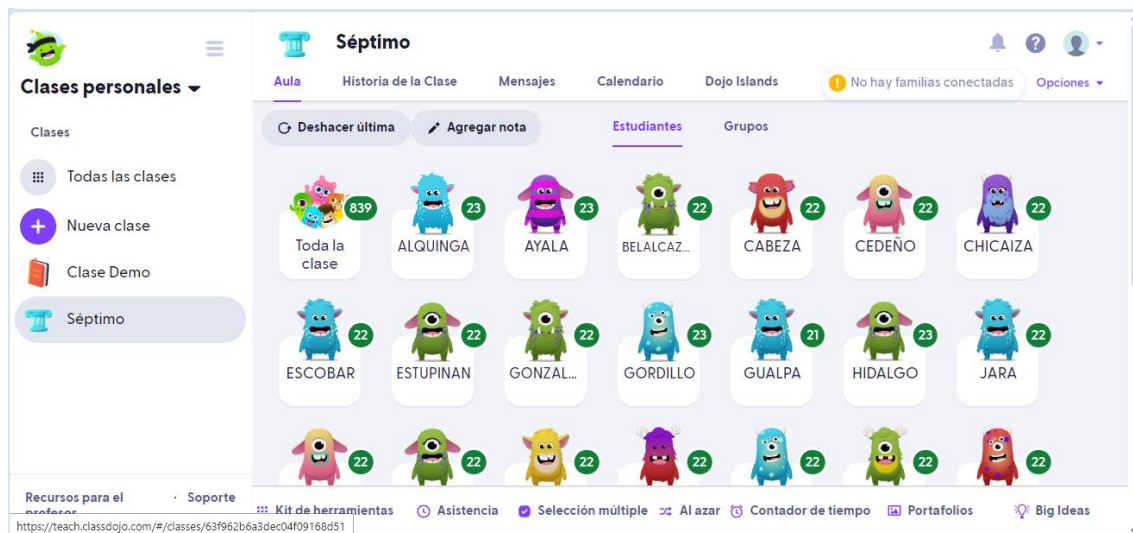 Séptimo
Clases personales
Aula Historia de la Clase Mensajes Calendario Dojo Islands No hay familias conectadas Opciones
Clases
Todas las clases
Nueva clase
Clase Demo
Séptimo
Recursos para el profesor · Soporte
https://teach.classdojo.com/#/classes/63f962b6a3dec04f09168d51
Deshacer última Agregar nota Estudiantes Grupos
839 23 23 22 22 22 22
Toda la clase ALQUINGA AYALA BELALCAZ... CABEZA CEDEÑO CHICAIZA
22 22 22 23 21 23 22
ESCOBAR ESTUPINAN GONZAL... GORDILLO GUALPA HIDALGO JARA
22 22 22 22 22 22 22
Kit de herramientas Asistencia Selección múltiple Al azar Contador de tiempo Portafolios Big Ideas